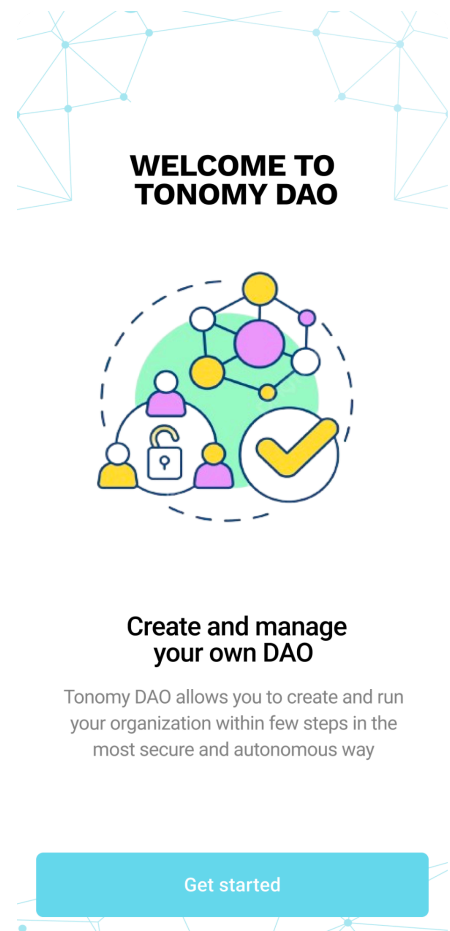 WELCOME TO
TONOMY DAO
Create and manage
your own DAO
Tonomy DAO allows you to create and run
your organization within few steps in the
most secure and autonomous way
Get started